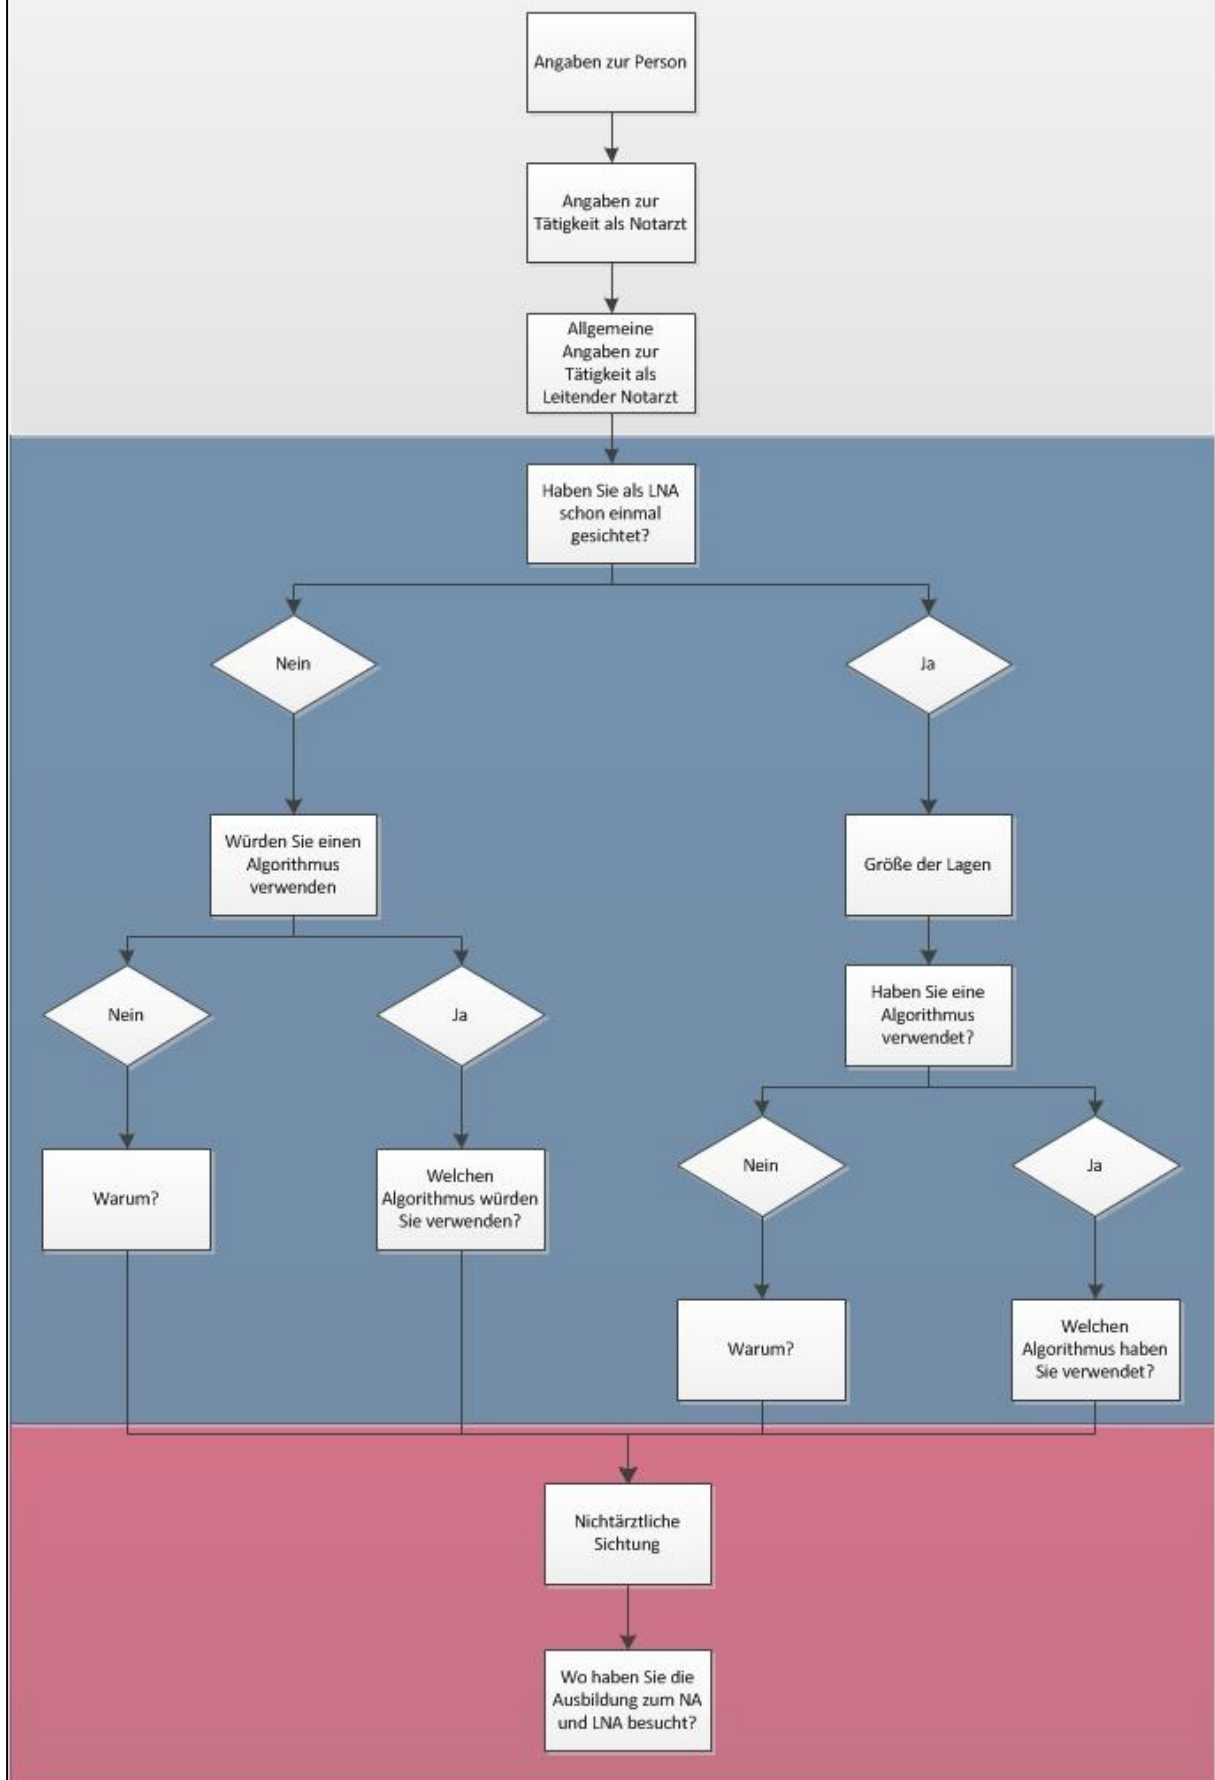 Angaben zur Person
Angaben zur
Tätigkeit als Notarzt
Allgemeine
Angaben zur
Tätigkeit als
Leitender Notarzt
Haben Sie als LNA
schon einmal
gesichtet?
Nein
Ja
Würden Sie einen
Algorithmus
verwenden
Größe der Lagen
Nein
Ja
Haben Sie eine
Algorithmus
verwendet?
Warum?
Welchen
Algorithmus würden
Sie verwenden?
Nein
Ja
Warum?
Welchen
Algorithmus haben
Sie verwendet?
Nichtärztliche
Sichtung
Wo haben Sie die
Ausbildung zum NA
und LNA besucht?